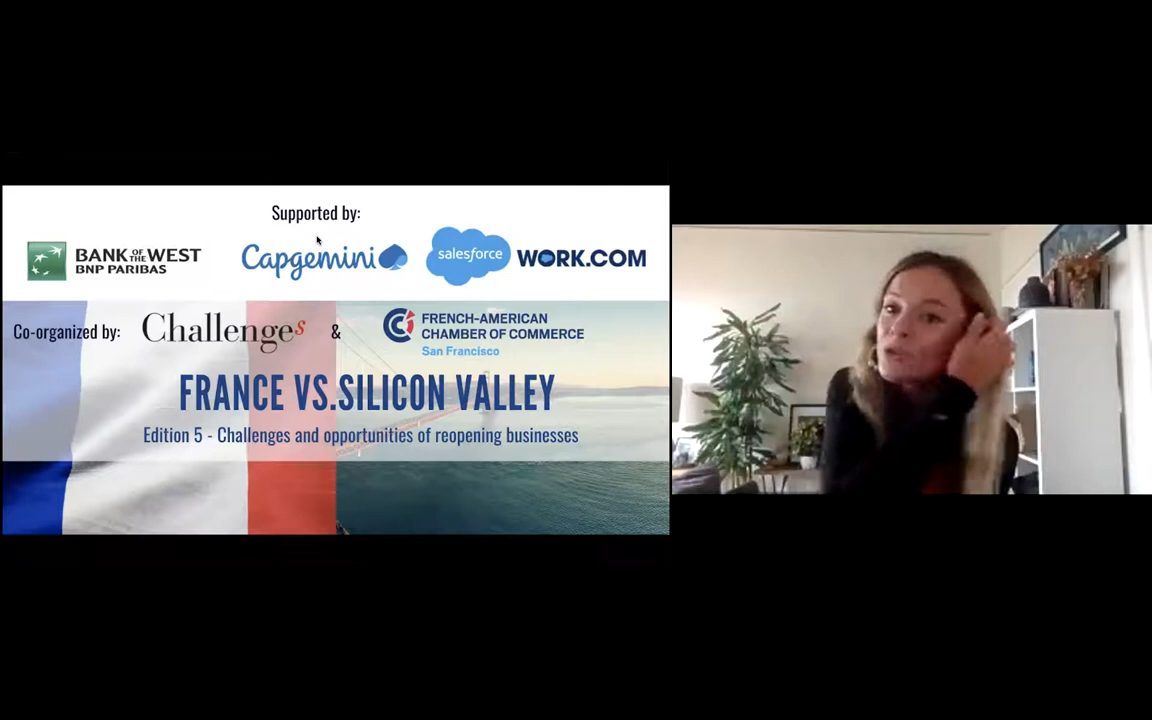 Supported by:
BANK OF THE WEST
BNP PARIBAS
Capgemini
salesforce
WORK.COM
Co-organized by:
Challenges
&
FRENCH-AMERICAN
CHAMBER OF COMMERCE
San Francisco
FRANCE VS.SILICON VALLEY
Edition 5 - Challenges and opportunities of reopening businesses